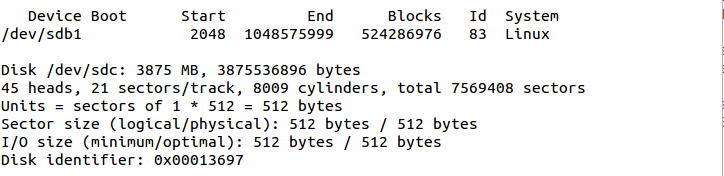 Device Boot Start End Blocks Id System
/dev/sdb1 2048 1048575999 524286976 83 Linux
Disk /dev/sdc: 3875 MB, 3875536896 bytes
45 heads, 21 sectors/track, 8009 cylinders, total 7569408 sectors
Units = sectors of 1 * 512 = 512 bytes
Sector size (logical/physical): 512 bytes / 512 bytes
I/O size (minimum/optimal): 512 bytes / 512 bytes
Disk identifier: 0x00013697